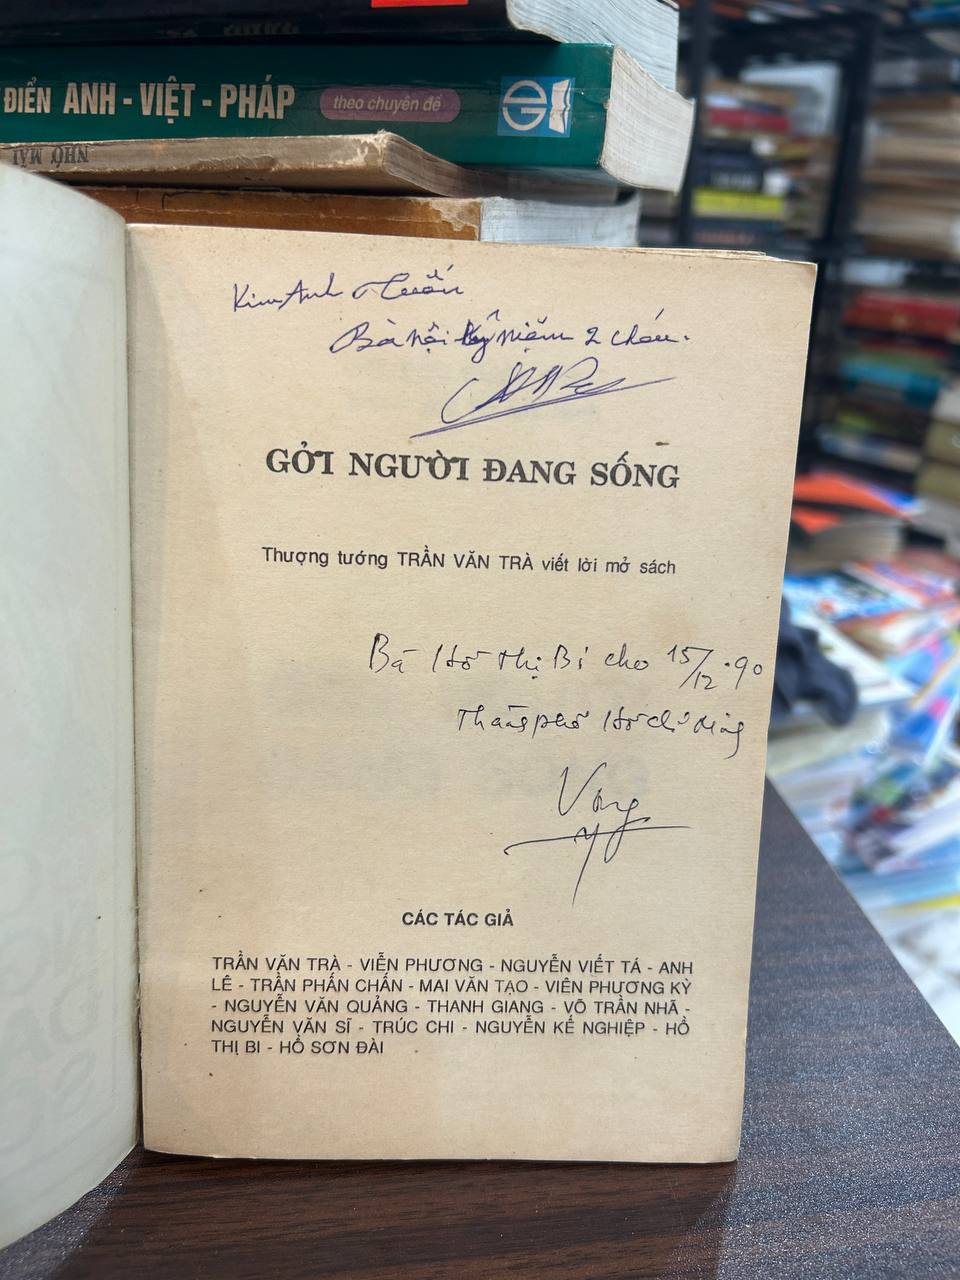 ĐIỂN ANH - VIỆT - PHÁP theo chuyên đề
NHỚ MÃI
Kim Anh Tuấn
Bà nội kỷ niệm 2 cháu.
GỞI NGƯỜI ĐANG SỐNG
Thượng tướng TRẦN VĂN TRÀ viết lời mở sách
Bà Hồ Thị Bi cho 15/12.90
Thành phố Hồ Chí Minh
CÁC TÁC GIẢ
TRẦN VĂN TRÀ - VIỄN PHƯƠNG - NGUYỄN VIẾT TÁ - ANH
LÊ - TRẦN PHẤN CHẤN - MAI VĂN TẠO - VIÊN PHƯƠNG KỲ
- NGUYỄN VĂN QUẢNG - THANH GIANG - VÕ TRẦN NHÃ -
NGUYỄN VĂN SĨ - TRÚC CHI - NGUYỄN KẾ NGHIỆP - HỒ
THỊ BI - HỒ SƠN ĐÀI